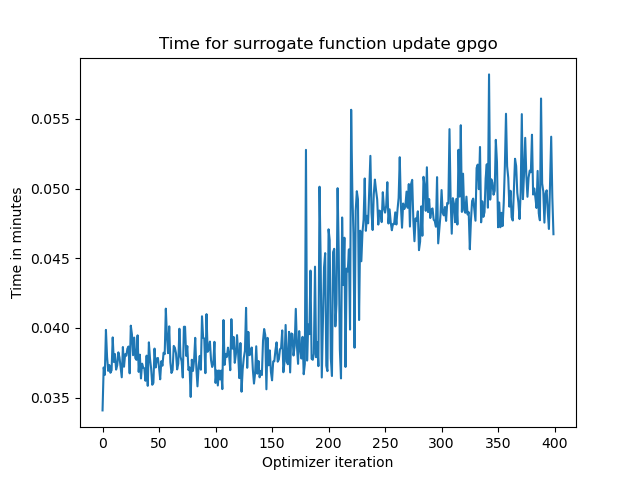 Time for surrogate function update gpgo
0.055
0.050
0.045
0.040
0.035
Time in minutes
0 50 100 150 200 250 300 350 400
Optimizer iteration